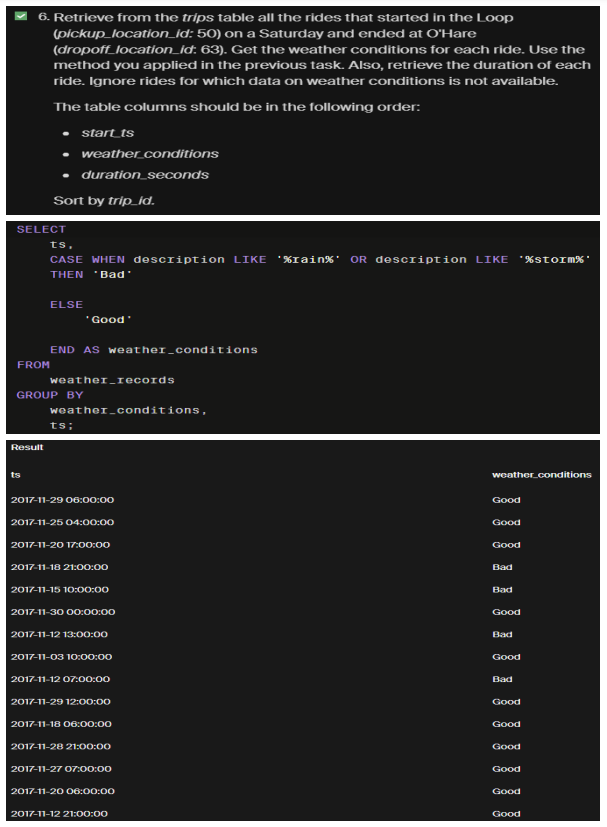 6. Retrieve from the trips table all the rides that started in the Loop
(pickup_location_id: 50) on a Saturday and ended at O'Hare
(dropoff_location_id: 63). Get the weather conditions for each ride. Use the
method you applied in the previous task. Also, retrieve the duration of each
ride. Ignore rides for which data on weather conditions is not available.
The table columns should be in the following order:
• start_ts
• weather_conditions
• duration_seconds
Sort by trip_id.
SELECT
ts,
CASE WHEN description LIKE '%rain%' OR description LIKE '%storm%'
THEN 'Bad'
ELSE
'Good'
END AS weather_conditions
FROM
weather_records
GROUP BY
weather_conditions,
ts;
Result
ts weather_conditions
2017-11-29 06:00:00 Good
2017-11-25 04:00:00 Good
2017-11-20 17:00:00 Good
2017-11-18 21:00:00 Bad
2017-11-15 10:00:00 Bad
2017-11-30 00:00:00 Good
2017-11-12 13:00:00 Bad
2017-11-03 10:00:00 Good
2017-11-12 07:00:00 Bad
2017-11-29 12:00:00 Good
2017-11-18 06:00:00 Good
2017-11-28 21:00:00 Good
2017-11-27 07:00:00 Good
2017-11-20 06:00:00 Good
2017-11-12 21:00:00 Good